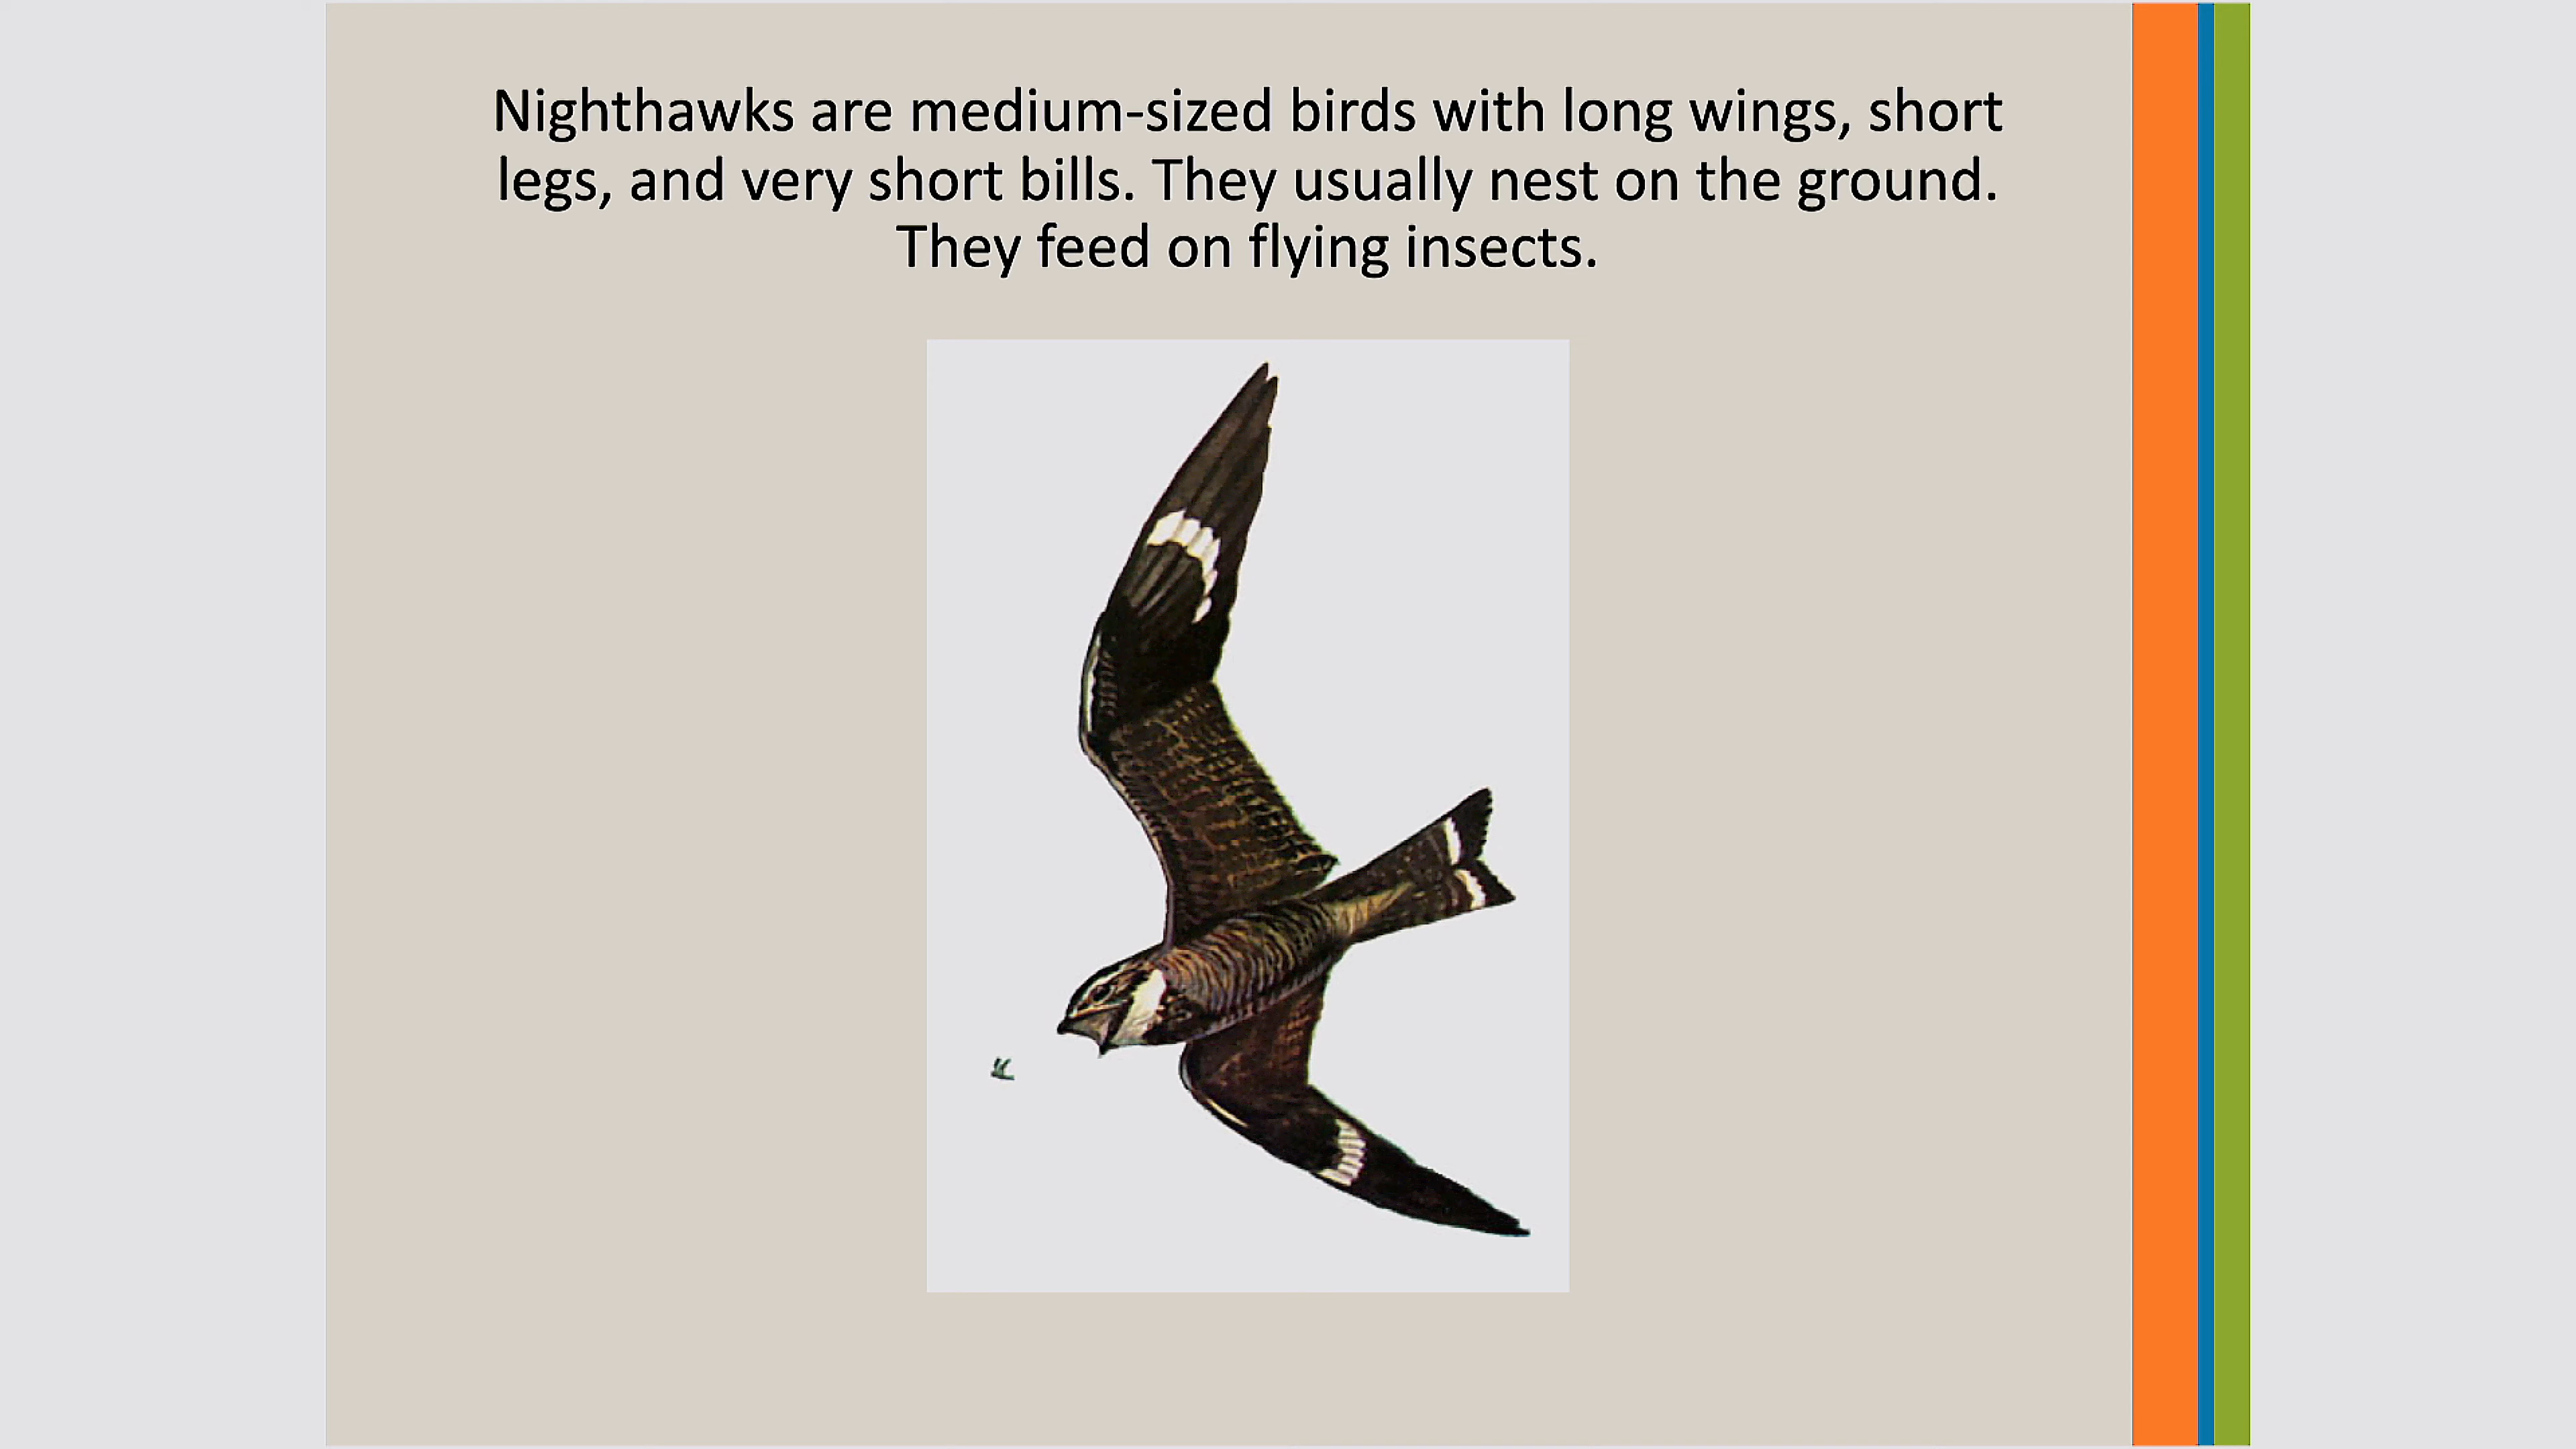 Nighthawks are medium-sized birds with long wings, short
legs, and very short bills. They usually nest on the ground.
They feed on flying insects.